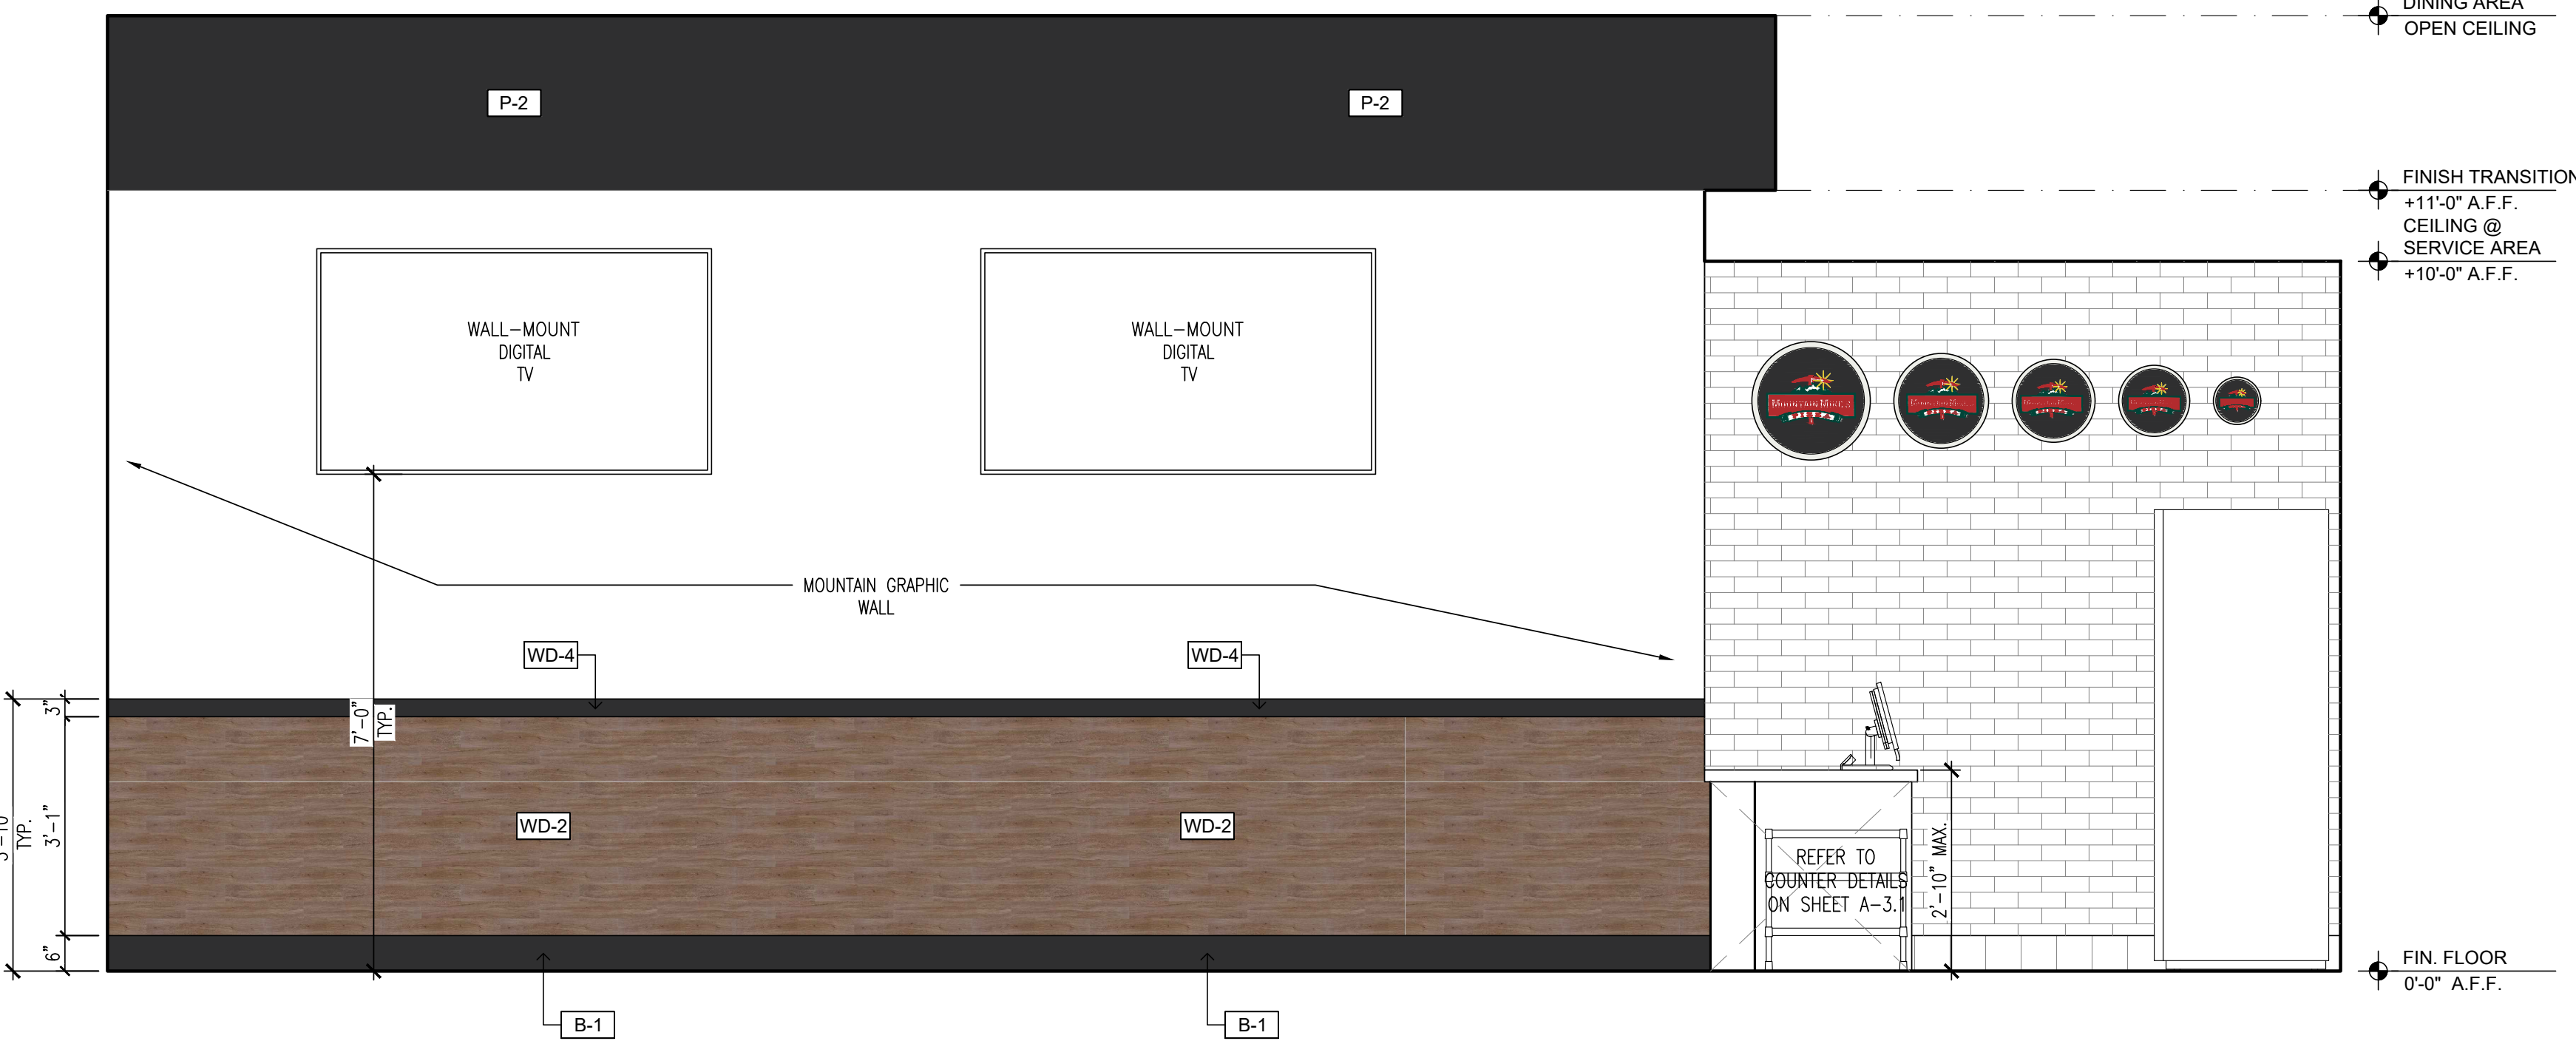 DINING AREA
OPEN CEILING
P-2
P-2
FINISH TRANSITION
+11'-0" A.F.F.
CEILING @
SERVICE AREA
+10'-0" A.F.F.
WALL-MOUNT
DIGITAL
TV
WALL-MOUNT
DIGITAL
TV
MOUNTAIN MIKE'S
PIZZA
MOUNTAIN GRAPHIC
WALL
WD-4
WD-4
3"
7'-0"
TYP.
3'-1"
TYP.
WD-2
WD-2
6"
REFER TO
COUNTER DETAILS
ON SHEET A-3.1
2'-10" MAX.
FIN. FLOOR
0'-0" A.F.F.
B-1
B-1